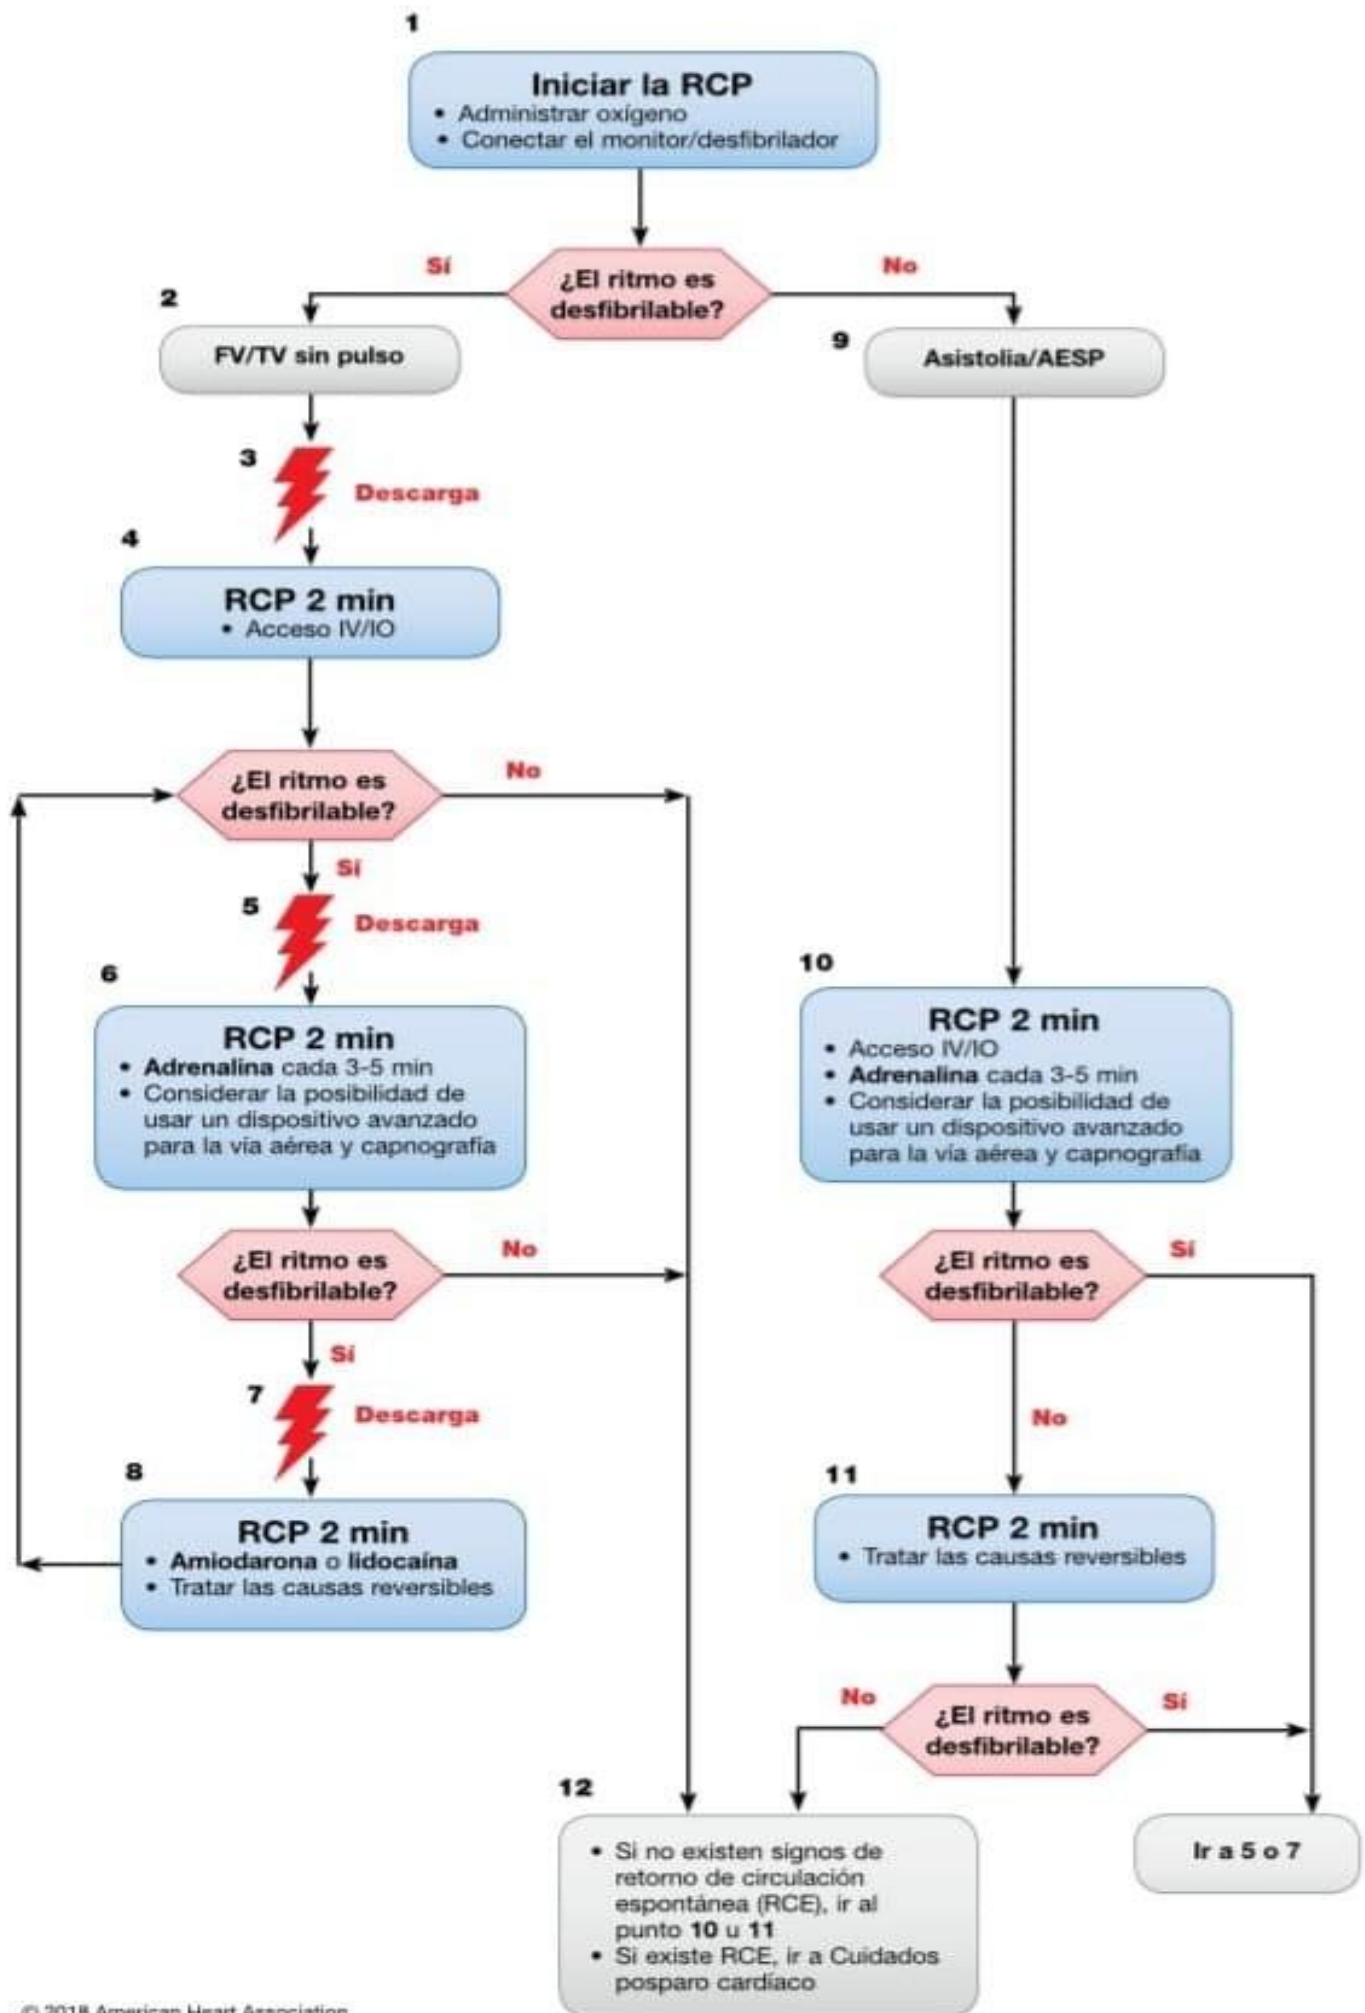 1
Iniciar la RCP
• Administrar oxígeno
• Conectar el monitor/desfibrilador
¿El ritmo es
desfibrilable?
Sí
No
2
FV/TV sin pulso
9
Asistolia/AESP
3
Descarga
4
RCP 2 min
• Acceso IV/IO
¿El ritmo es
desfibrilable?
No
Sí
5
Descarga
6
RCP 2 min
• Adrenalina cada 3-5 min
• Considerar la posibilidad de
usar un dispositivo avanzado
para la vía aérea y capnografía
10
RCP 2 min
• Acceso IV/IO
• Adrenalina cada 3-5 min
• Considerar la posibilidad de
usar un dispositivo avanzado
para la vía aérea y capnografía
¿El ritmo es
desfibrilable?
No
Sí
¿El ritmo es
desfibrilable?
Sí
No
7
Descarga
8
RCP 2 min
• Amiodarona o lidocaína
• Tratar las causas reversibles
11
RCP 2 min
• Tratar las causas reversibles
¿El ritmo es
desfibrilable?
No
Sí
12
• Si no existen signos de
retorno de circulación
espontánea (RCE), ir al
punto 10 u 11
• Si existe RCE, ir a Cuidados
posparo cardíaco
Ir a 5 o 7
© 2018 American Heart Association